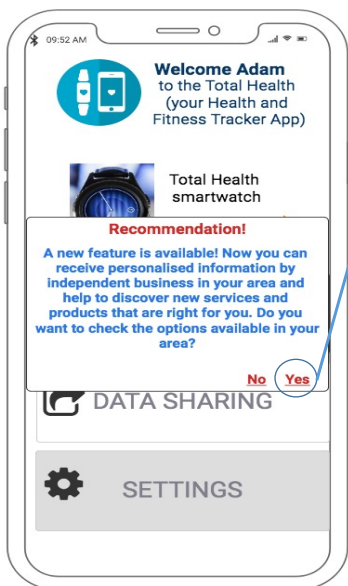 09:52 AM
Welcome Adam
to the Total Health
(your Health and
Fitness Tracker App)
Total Health
smartwatch
Recommendation!
A new feature is available! Now you can
receive personalised information by
independent business in your area and
help to discover new services and
products that are right for you. Do you
want to check the options available in your
area?
No Yes
DATA SHARING
SETTINGS